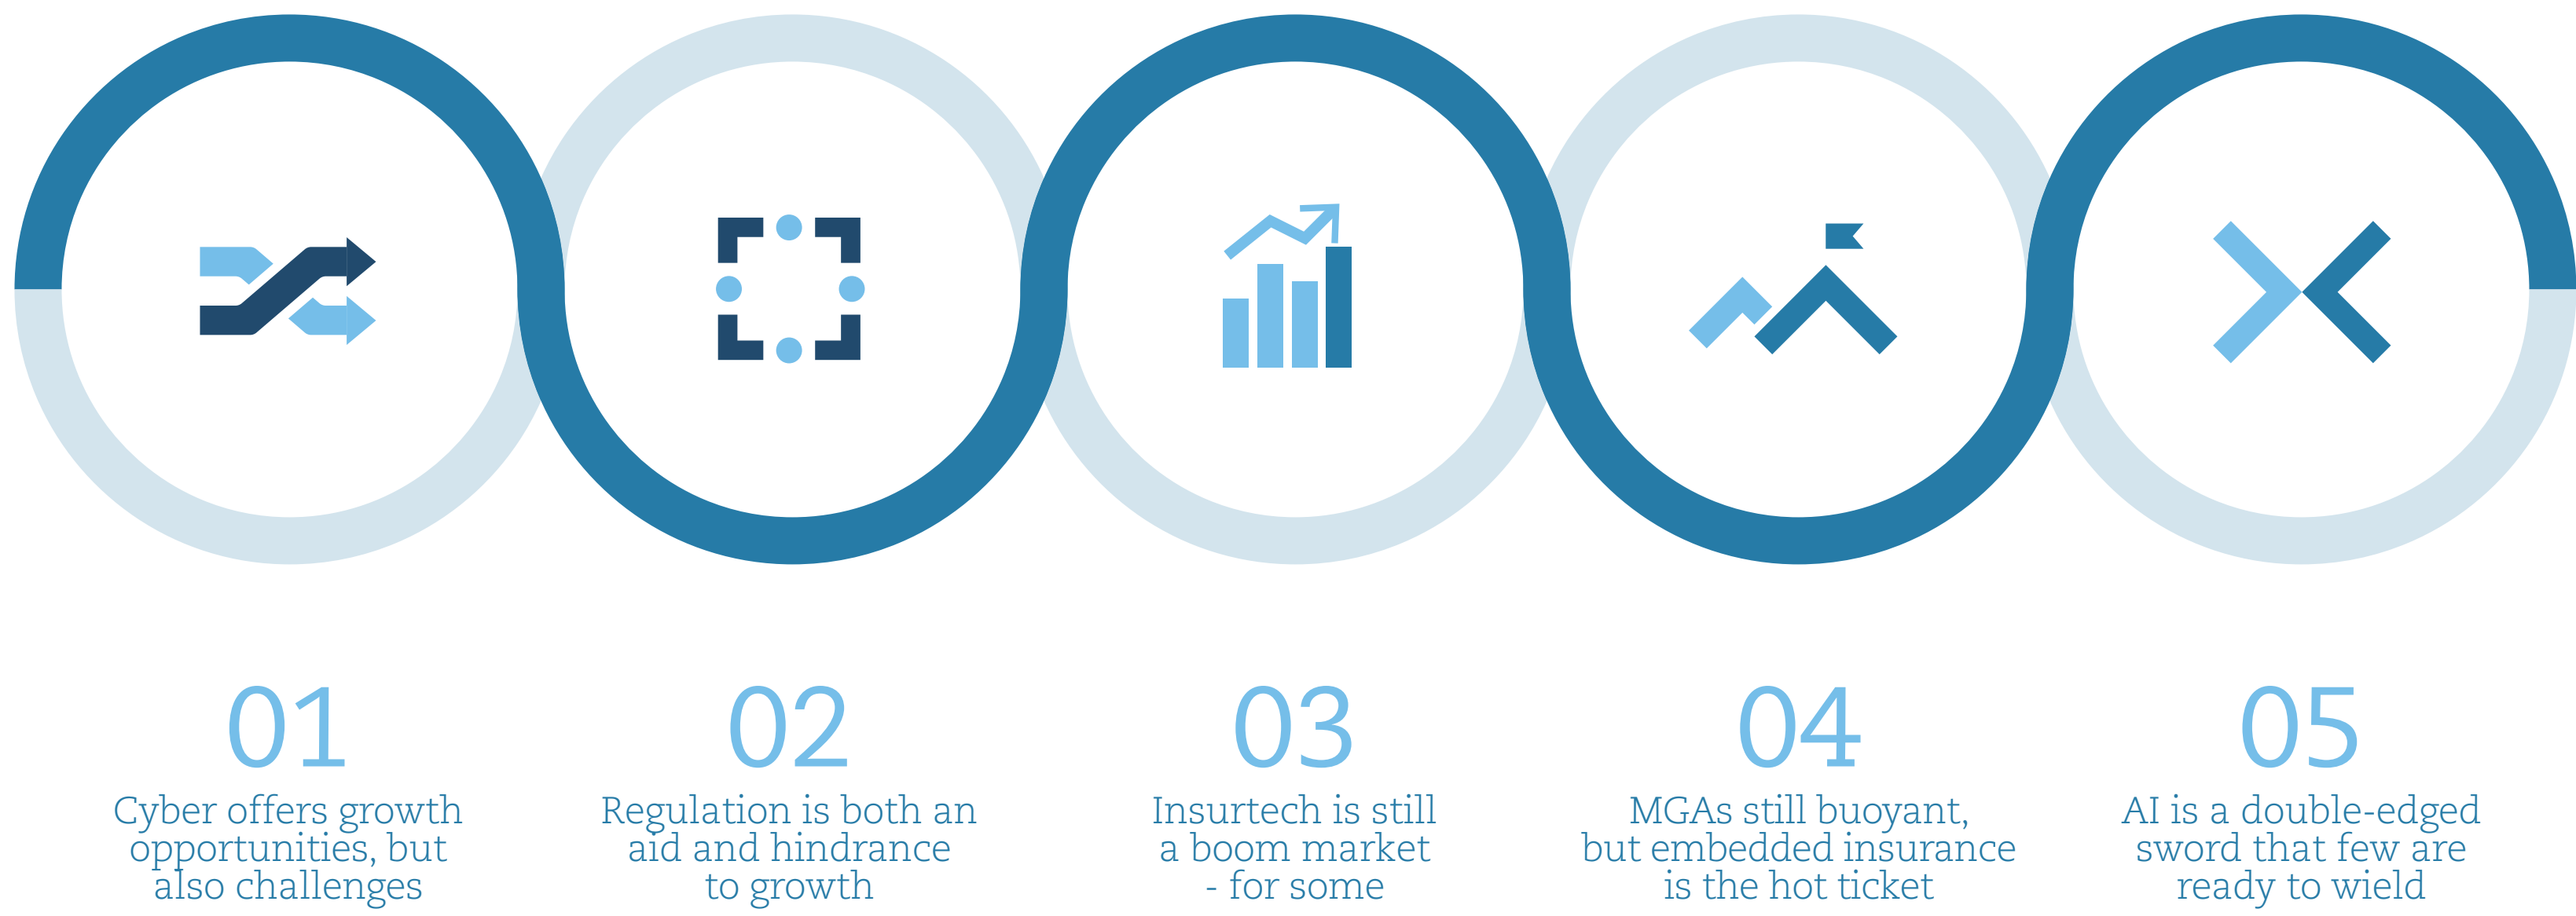 01
Cyber offers growth
opportunities, but
also challenges
02
Regulation is both an
aid and hindrance
to growth
03
Insurtech is still
a boom market
- for some
04
MGAs still buoyant,
but embedded insurance
is the hot ticket
05
AI is a double-edged
sword that few are
ready to wield